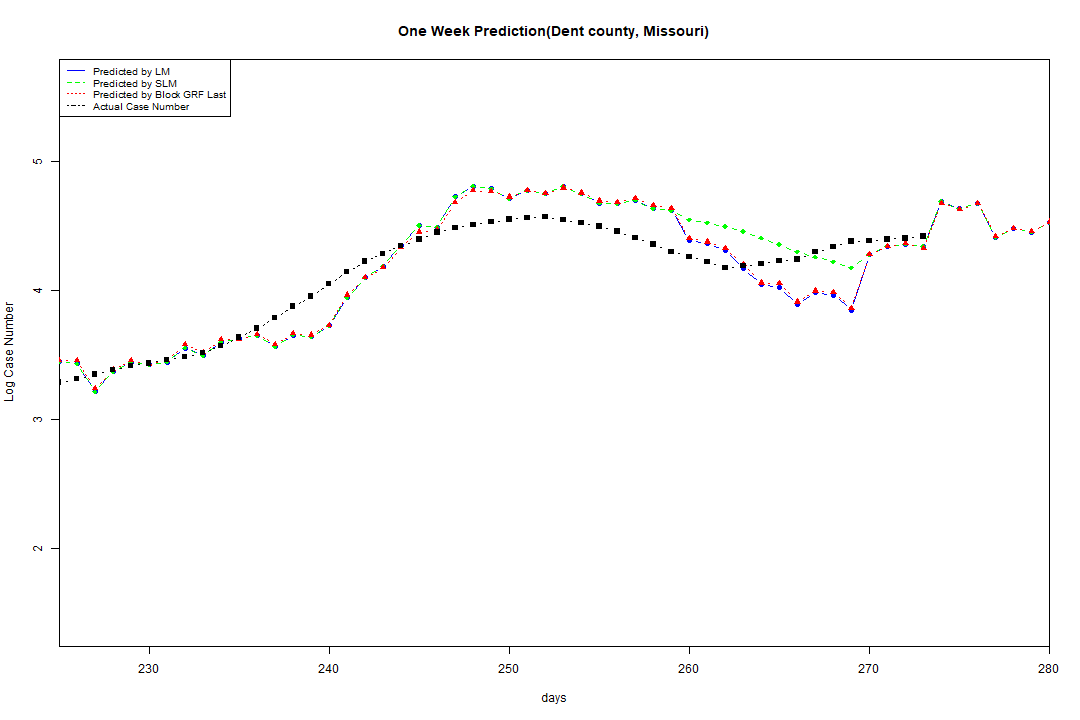 One Week Prediction(Dent county, Missouri)
Predicted by LM
Predicted by SLM
Predicted by Block GRF Last
Actual Case Number
5
4
3
2
Log Case Number
230 240 250 260 270 280
days